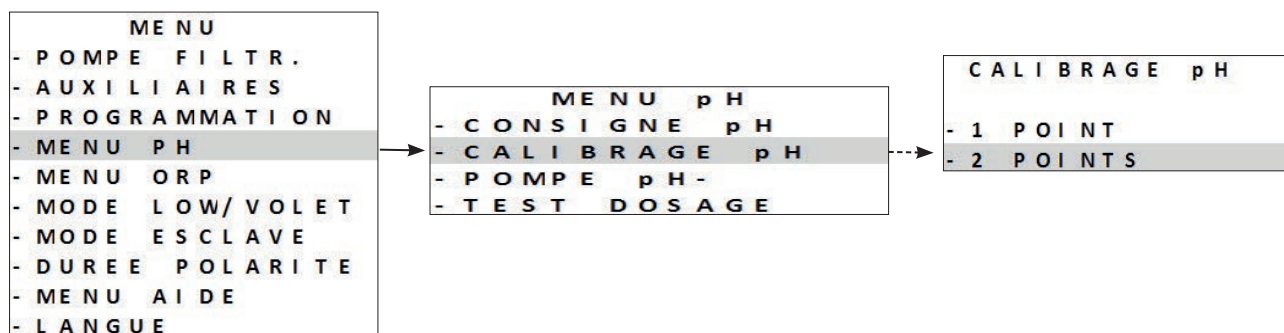 MENU
- POMPE FILTR.
- AUXILIAIRES
- PROGRAMMATION
- MENU PH
- MENU ORP
- MODE LOW/VOLET
- MODE ESCLAVE
- DUREE POLARITE
- MENU AIDE
- LANGUE
MENU pH
- CONSIGNE pH
- CALIBRAGE pH
- POMPE pH-
- TEST DOSAGE
CALIBRAGE pH
- 1 POINT
- 2 POINTS